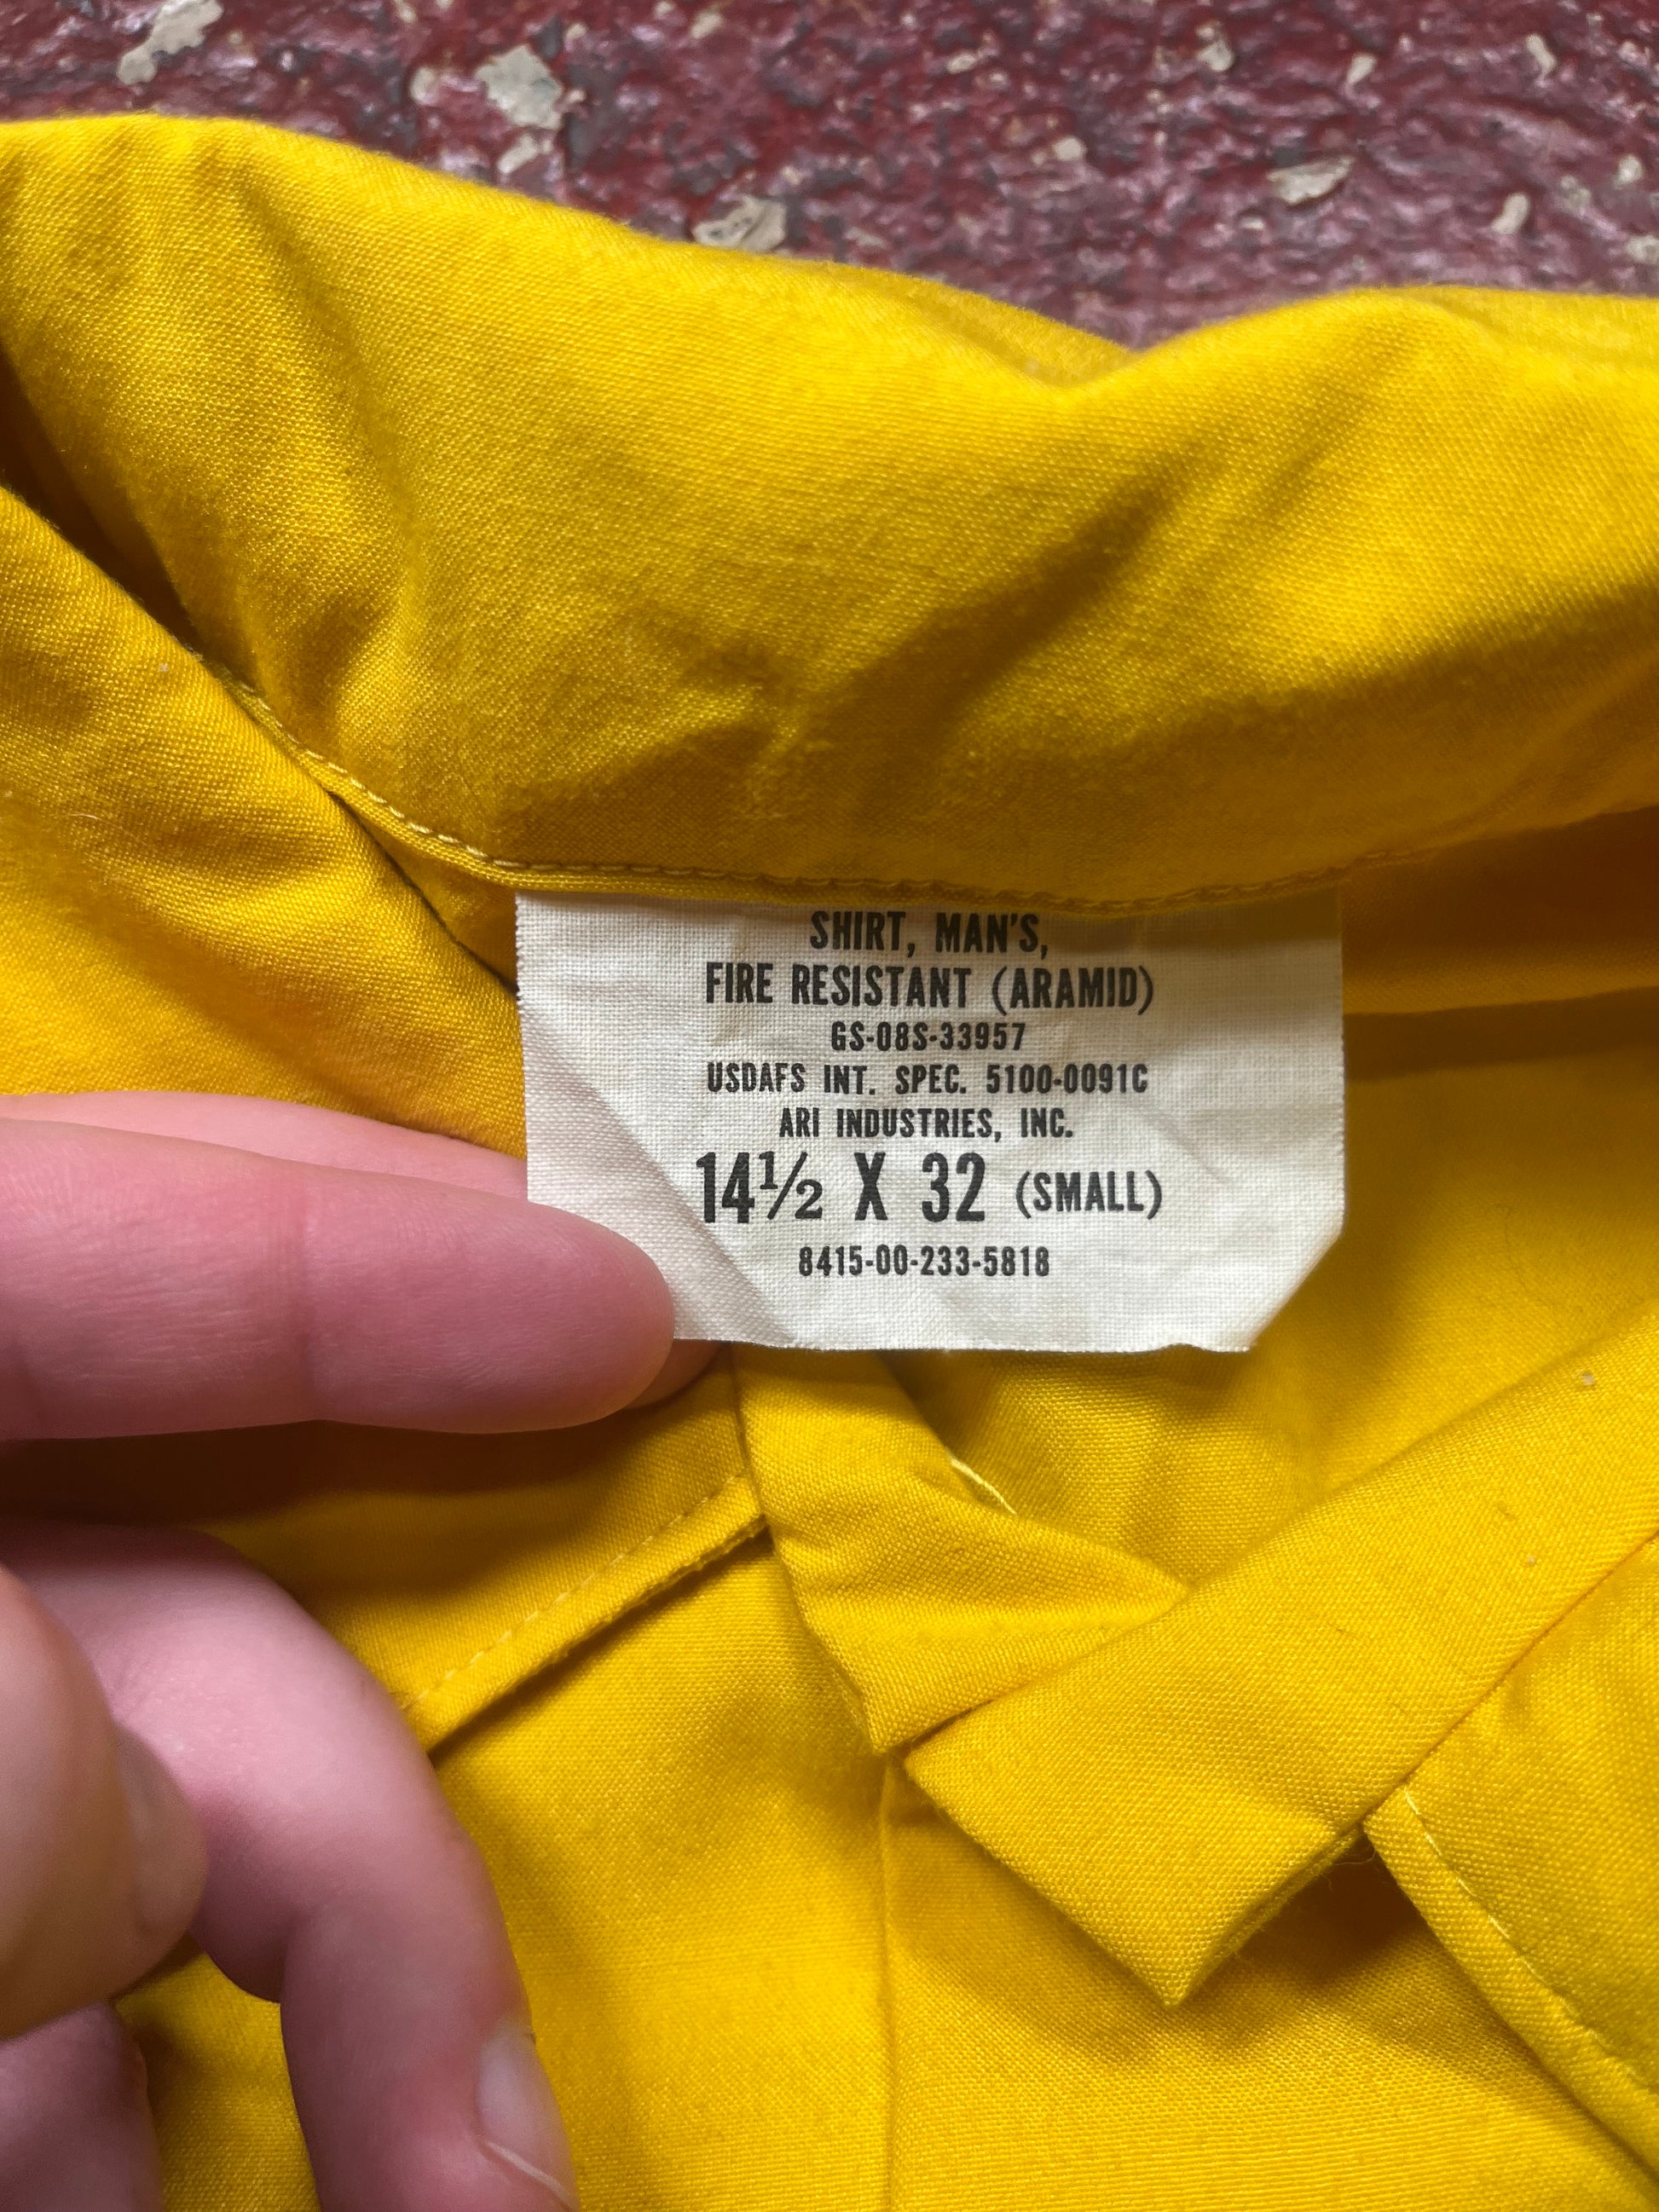 SHIRT, MAN'S,
FIRE RESISTANT (ARAMID)
GS-08S-33957
USDAFS INT. SPEC. 5100-0091C
ARI INDUSTRIES, INC.
14½ X 32 (SMALL)
8415-00-233-5818